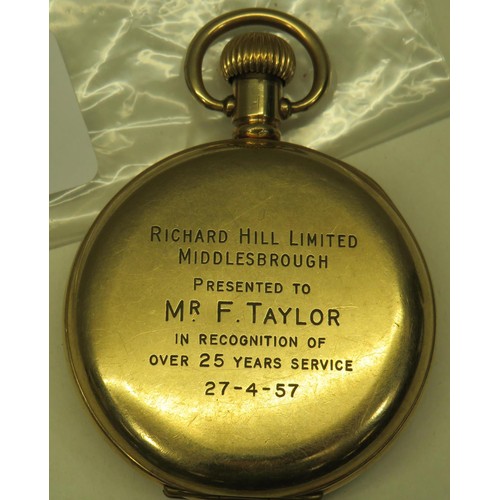 RICHARD HILL LIMITED
MIDDLESBROUGH
PRESENTED TO
MR F. TAYLOR
IN RECOGNITION OF
OVER 25 YEARS SERVICE
27-4-57